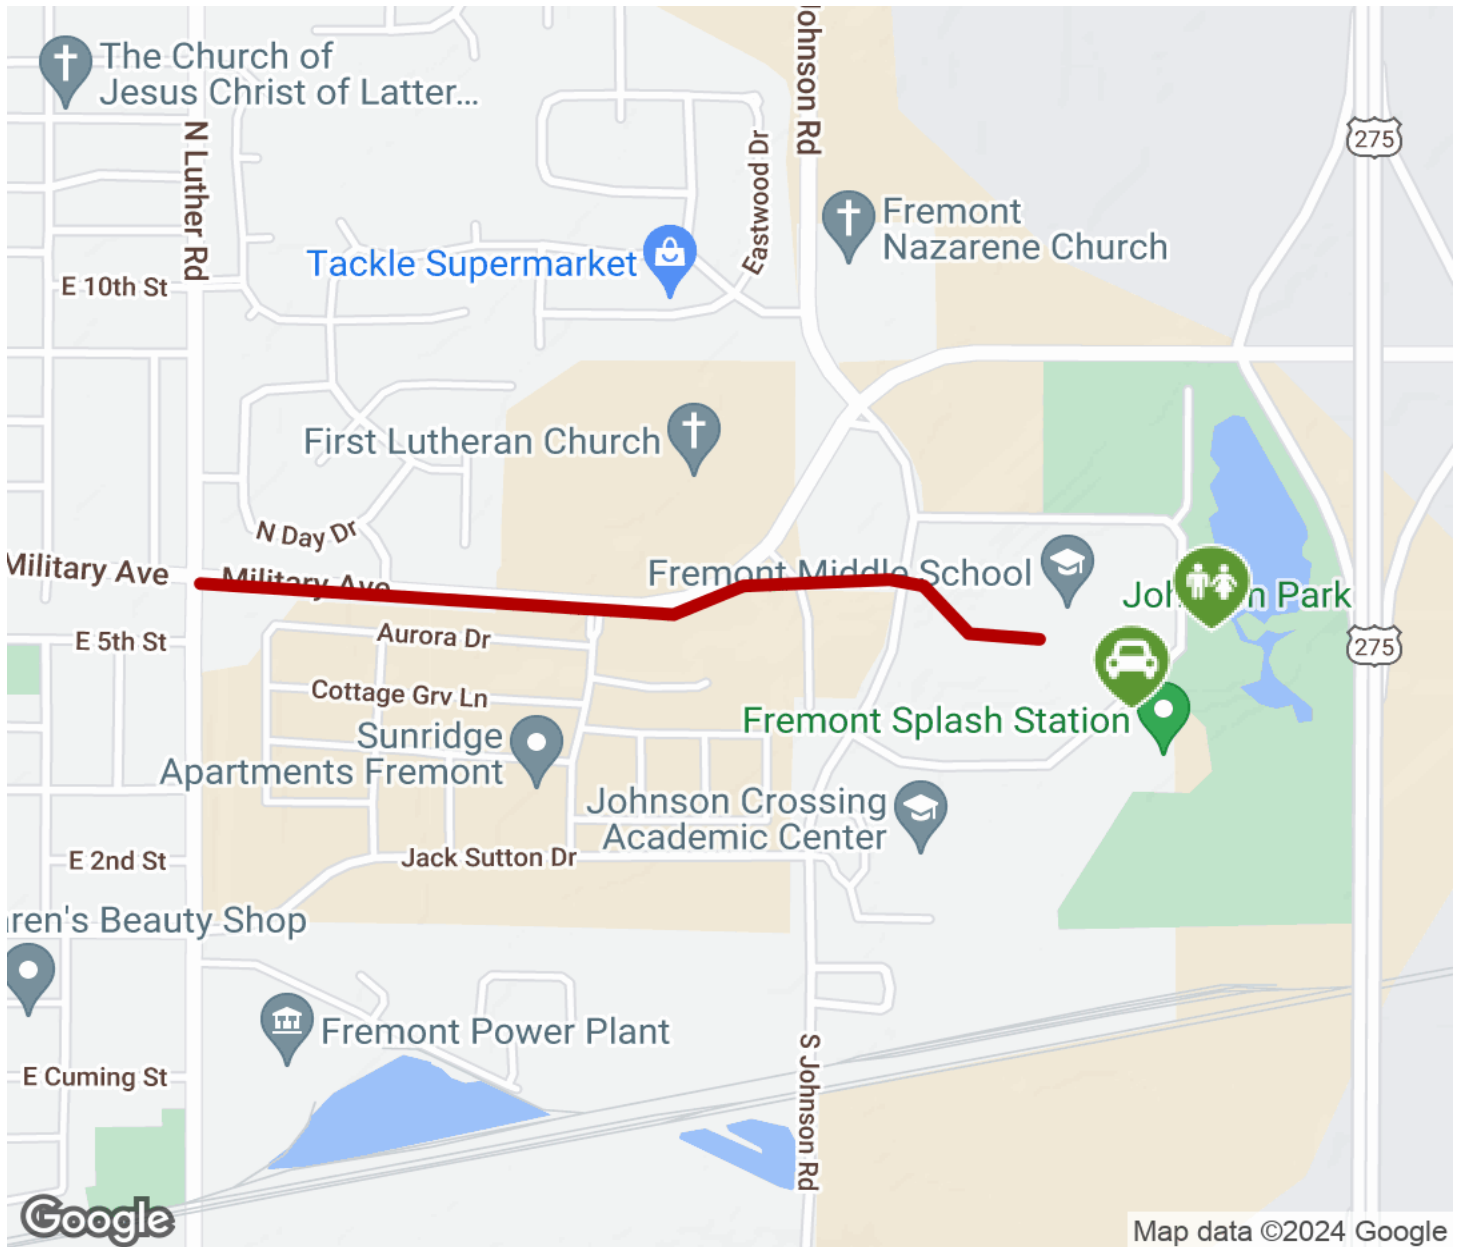 The Church of
Jesus Christ of Latter...
N Luther Rd
Johnson Rd
275
Eastwood Dr
Fremont
Nazarene Church
Tackle Supermarket
E 10th St
First Lutheran Church
N Day Dr
Military Ave
Military Ave
Fremont Middle School
Park
E 5th St
Aurora Dr
275
Cottage Grv Ln
Fremont Splash Station
Sunridge
Apartments Fremont
Johnson Crossing
Academic Center
E 2nd St
Jack Sutton Dr
aren's Beauty Shop
Fremont Power Plant
S Johnson Rd
E Cuming St
Google
Map data ©2024 Google